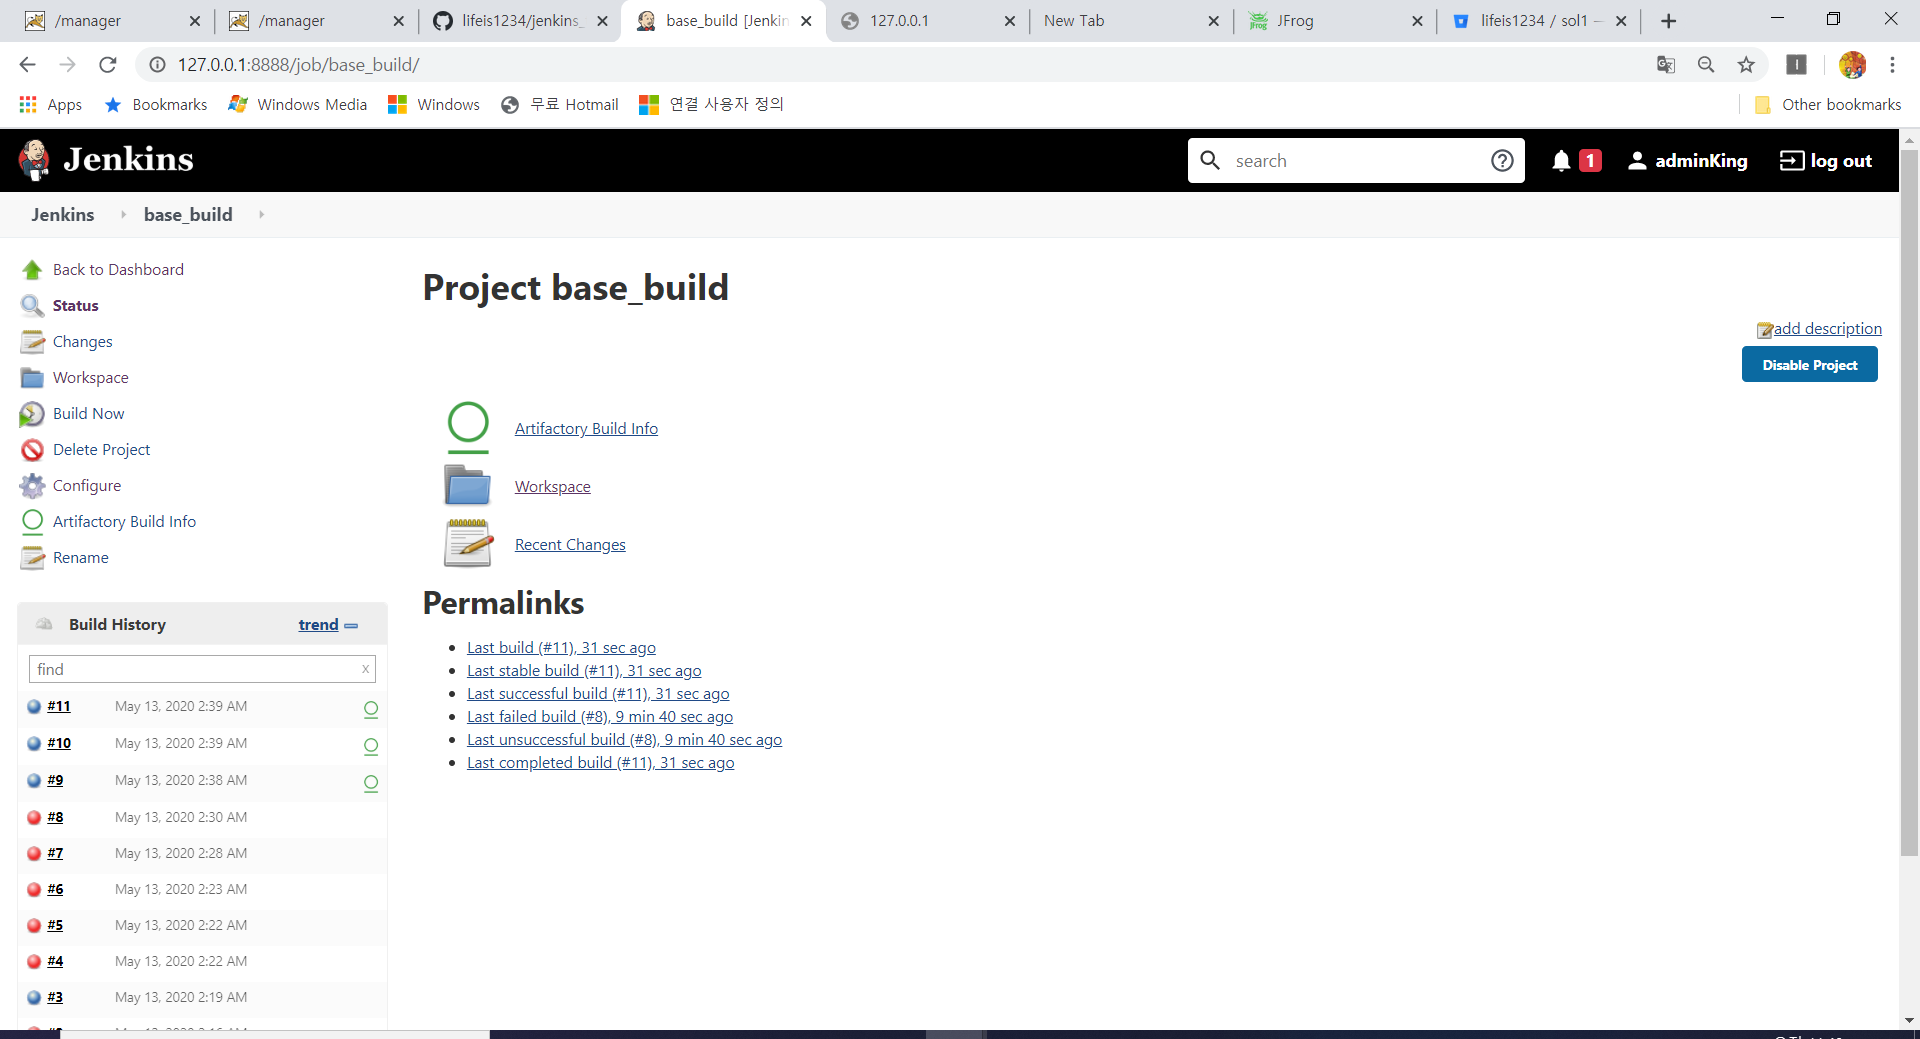 /manager
/manager
lifeis1234/jenkins_
base_build [Jenkin
127.0.0.1
New Tab
JFrog
lifeis1234 / sol1 —
127.0.0.1:8888/job/base_build/
Apps
Bookmarks
Windows Media
Windows
무료 Hotmail
연결 사용자 정의
Other bookmarks
Jenkins
search
1
adminKing
log out
Jenkins
base_build
Back to Dashboard
Status
Changes
Workspace
Build Now
Delete Project
Configure
Artifactory Build Info
Rename
Project base_build
add description
Disable Project
Artifactory Build Info
Workspace
Recent Changes
Permalinks
Last build (#11), 31 sec ago
Last stable build (#11), 31 sec ago
Last successful build (#11), 31 sec ago
Last failed build (#8), 9 min 40 sec ago
Last unsuccessful build (#8), 9 min 40 sec ago
Last completed build (#11), 31 sec ago
Build History
trend
find
x
#11 May 13, 2020 2:39 AM
#10 May 13, 2020 2:39 AM
#9 May 13, 2020 2:38 AM
#8 May 13, 2020 2:30 AM
#7 May 13, 2020 2:28 AM
#6 May 13, 2020 2:23 AM
#5 May 13, 2020 2:22 AM
#4 May 13, 2020 2:22 AM
#3 May 13, 2020 2:19 AM